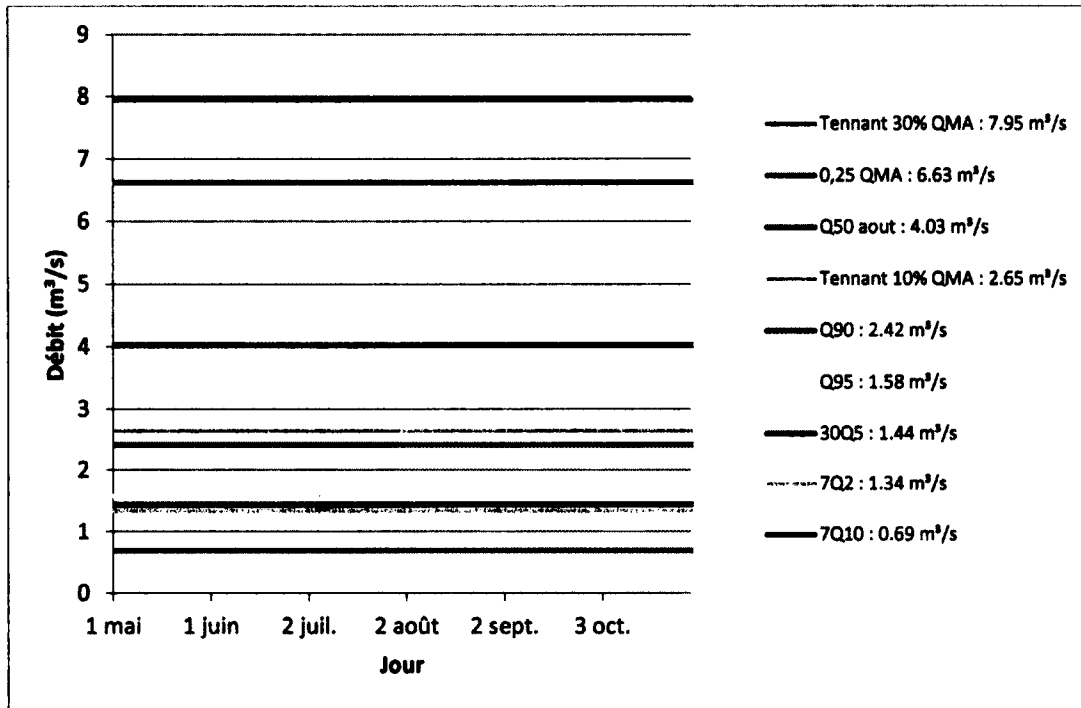 9
8
7
6
5
4
3
2
1
0
Débit (m³/s)
1 mai 1 juin 2 juil. 2 août 2 sept. 3 oct.
Jour
Tennant 30% QMA : 7.95 m³/s
0,25 QMA : 6.63 m³/s
Q50 aout : 4.03 m³/s
Tennant 10% QMA : 2.65 m³/s
Q90 : 2.42 m³/s
Q95 : 1.58 m³/s
30Q5 : 1.44 m³/s
7Q2 : 1.34 m³/s
7Q10 : 0.69 m³/s